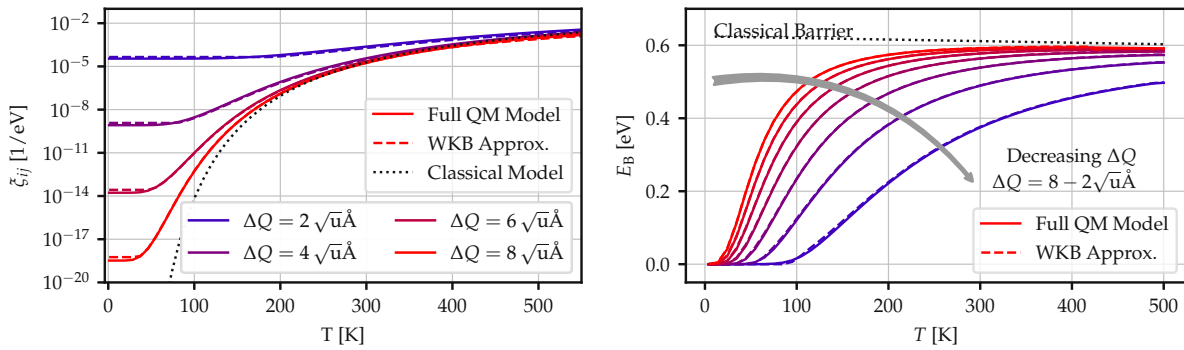 10⁻²
10⁻⁵
10⁻⁸
10⁻¹¹
10⁻¹⁴
10⁻¹⁷
10⁻²⁰
ξᵢⱼ [1/eV]
Full QM Model
WKB Approx.
Classical Model
ΔQ = 2 √uÅ
ΔQ = 6 √uÅ
ΔQ = 4 √uÅ
ΔQ = 8 √uÅ
0 100 200 300 400 500
T [K]
Classical Barrier
0.6
0.4
0.2
0.0
E_B [eV]
Decreasing ΔQ
ΔQ = 8 − 2√uÅ
Full QM Model
WKB Approx.
0 100 200 300 400 500
T [K]